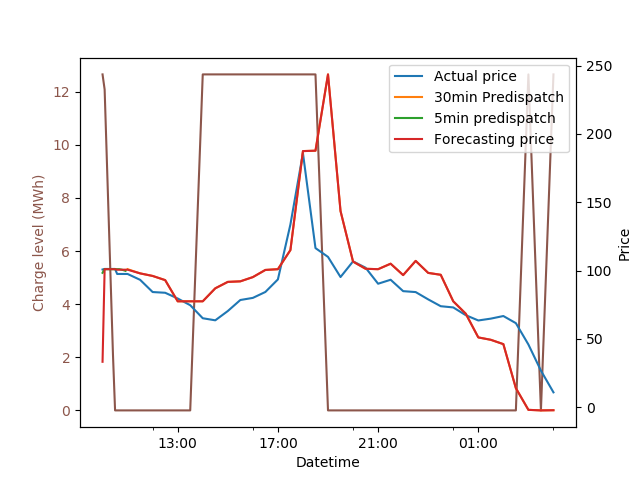 Actual price
30min Predispatch
5min predispatch
Forecasting price
Charge level (MWh)
12
10
8
6
4
2
0
250
200
150
100
50
0
Price
13:00 17:00 21:00 01:00
Datetime